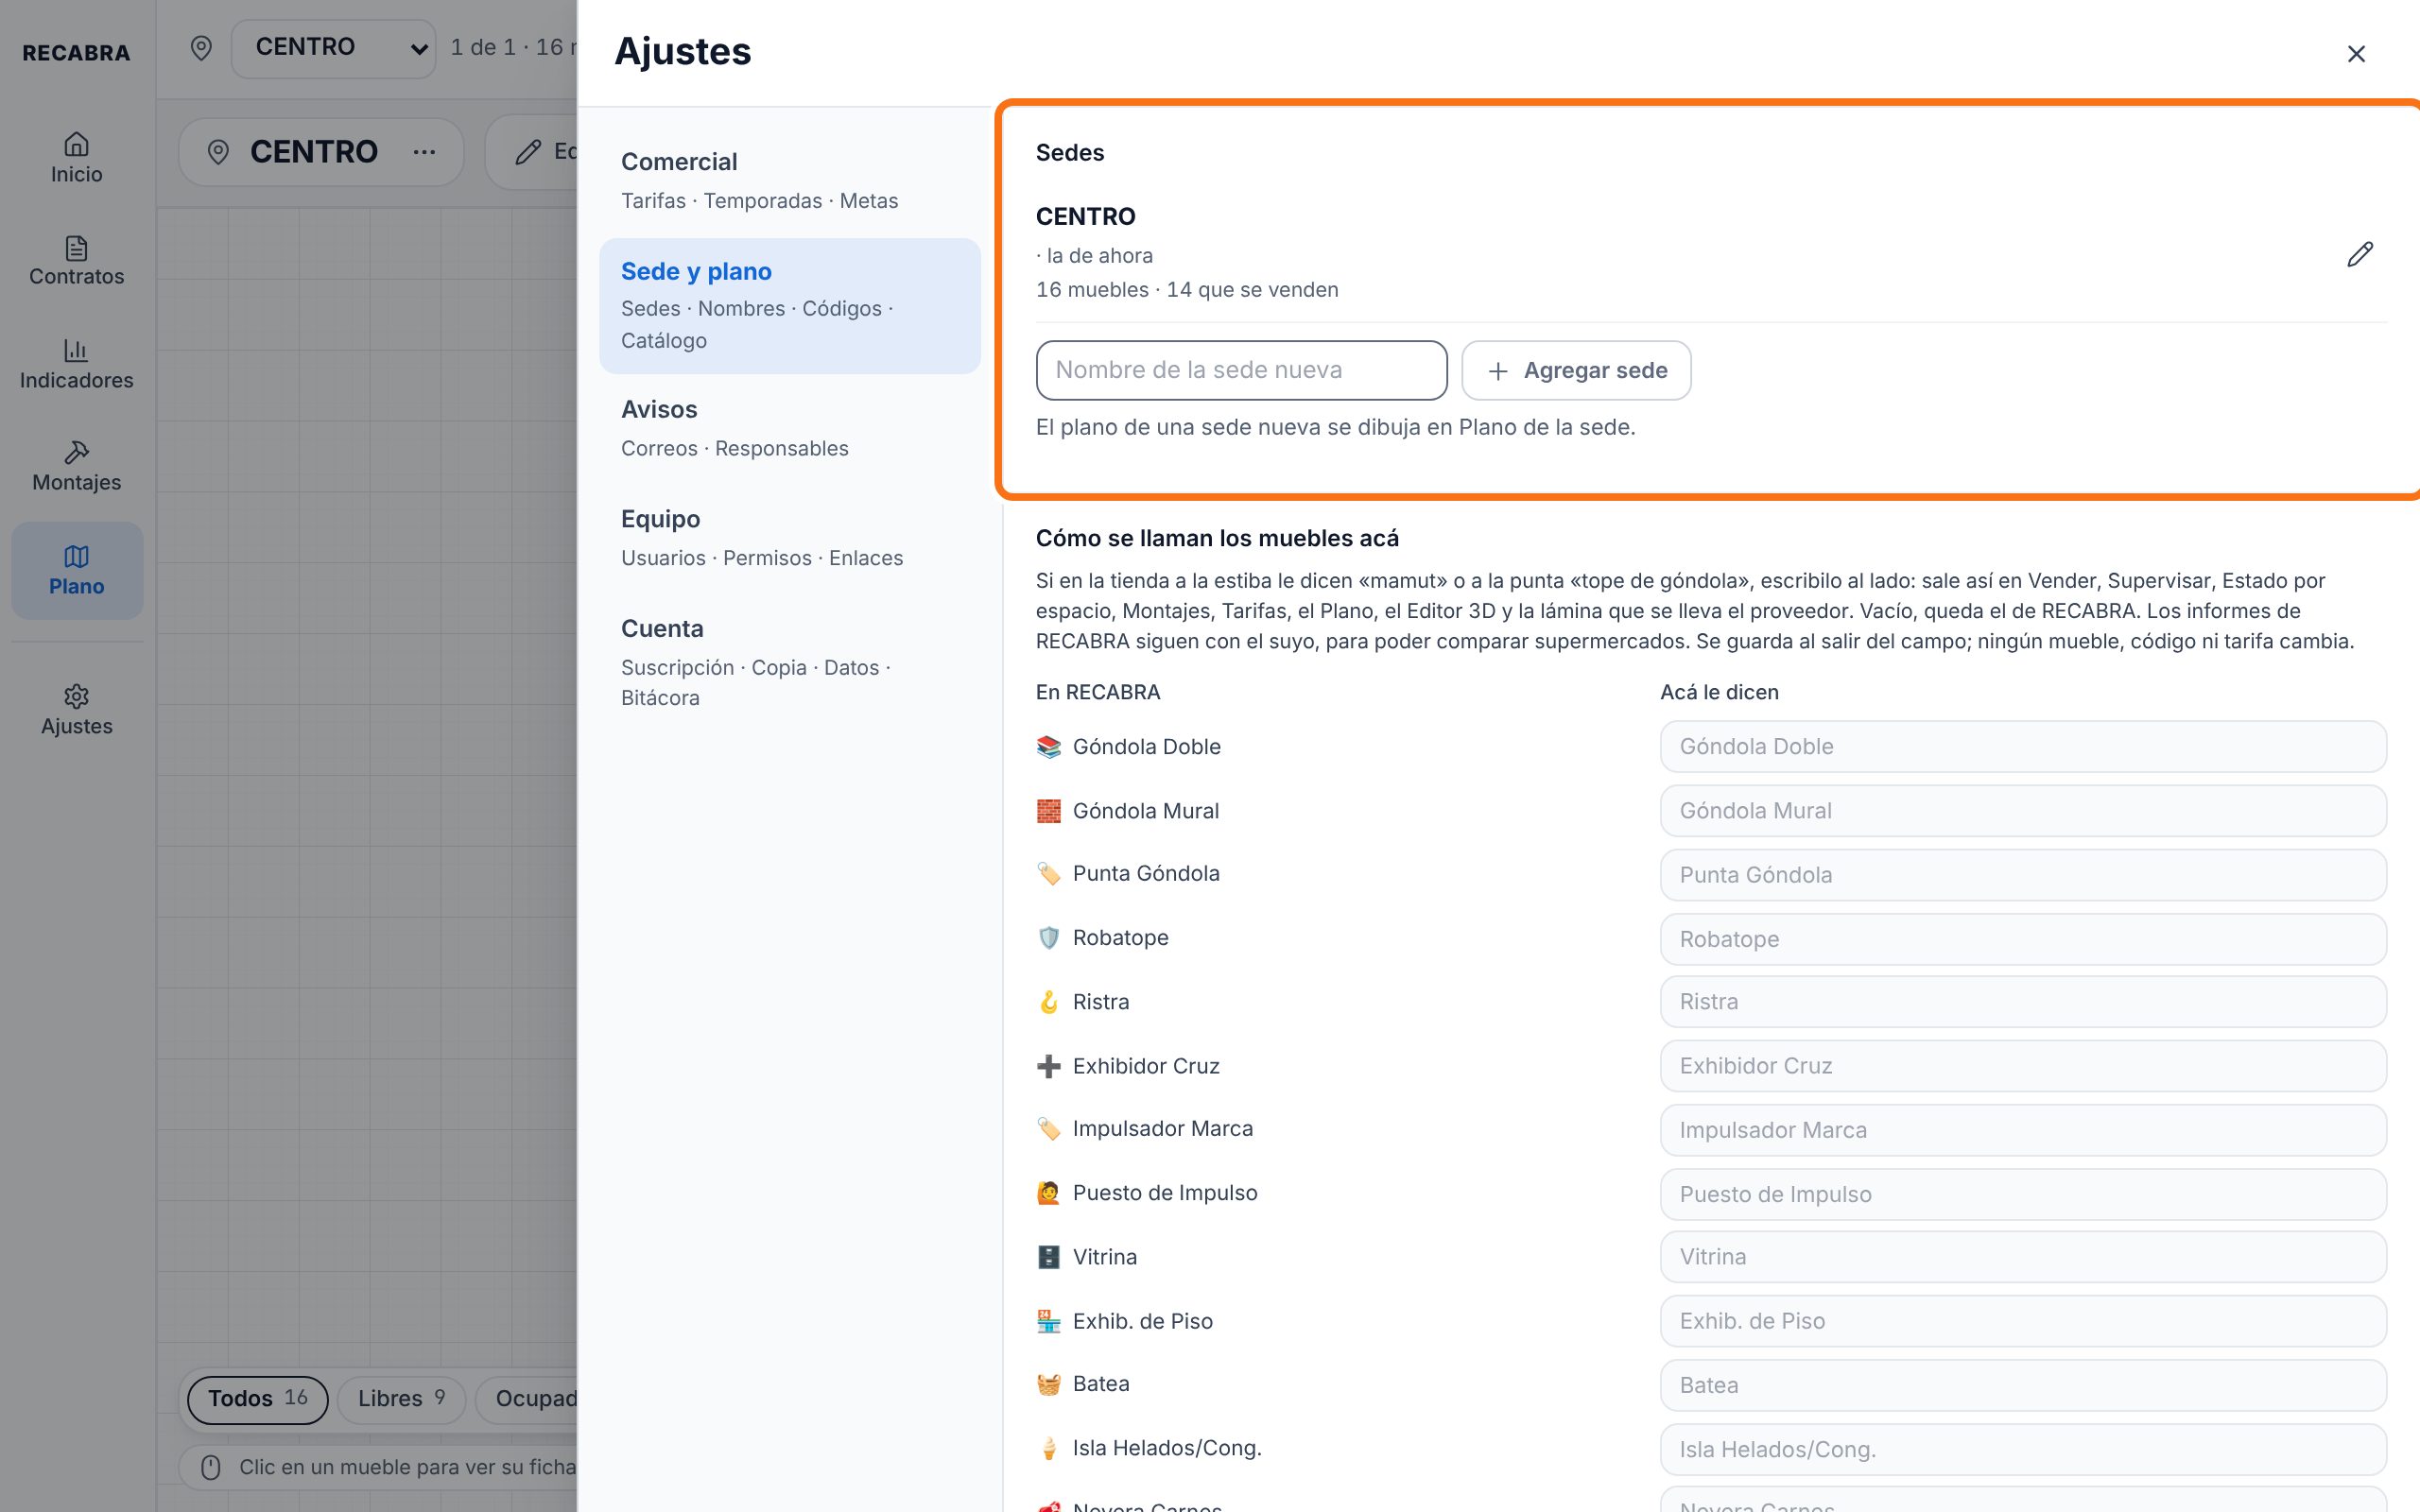 RECABRA
Inicio
Contratos
Indicadores
Montajes
Plano
Ajustes
CENTRO
1 de 1 · 16
CENTRO
Todos 16
Libres 9
Clic en un mueble para ver su ficha
Ajustes
Comercial
Tarifas · Temporadas · Metas
Sede y plano
Sedes · Nombres · Códigos ·
Catálogo
Avisos
Correos · Responsables
Equipo
Usuarios · Permisos · Enlaces
Cuenta
Suscripción · Copia · Datos ·
Bitácora
Sedes
CENTRO
· la de ahora
16 muebles · 14 que se venden
Nombre de la sede nueva
Agregar sede
El plano de una sede nueva se dibuja en Plano de la sede.
Cómo se llaman los muebles acá
Si en la tienda a la estiba le dicen «mamut» o a la punta «tope de góndola», escribilo al lado: sale así en Vender, Supervisar, Estado por
espacio, Montajes, Tarifas, el Plano, el Editor 3D y la lámina que se lleva el proveedor. Vacío, queda el de RECABRA. Los informes de
RECABRA siguen con el suyo, para poder comparar supermercados. Se guarda al salir del campo; ningún mueble, código ni tarifa cambia.
En RECABRA
Acá le dicen
Góndola Doble
Góndola Doble
Góndola Mural
Góndola Mural
Punta Góndola
Punta Góndola
Robatope
Robatope
Ristra
Ristra
Exhibidor Cruz
Exhibidor Cruz
Impulsador Marca
Impulsador Marca
Puesto de Impulso
Puesto de Impulso
Vitrina
Vitrina
Exhib. de Piso
Exhib. de Piso
Batea
Batea
Isla Helados/Cong.
Isla Helados/Cong.